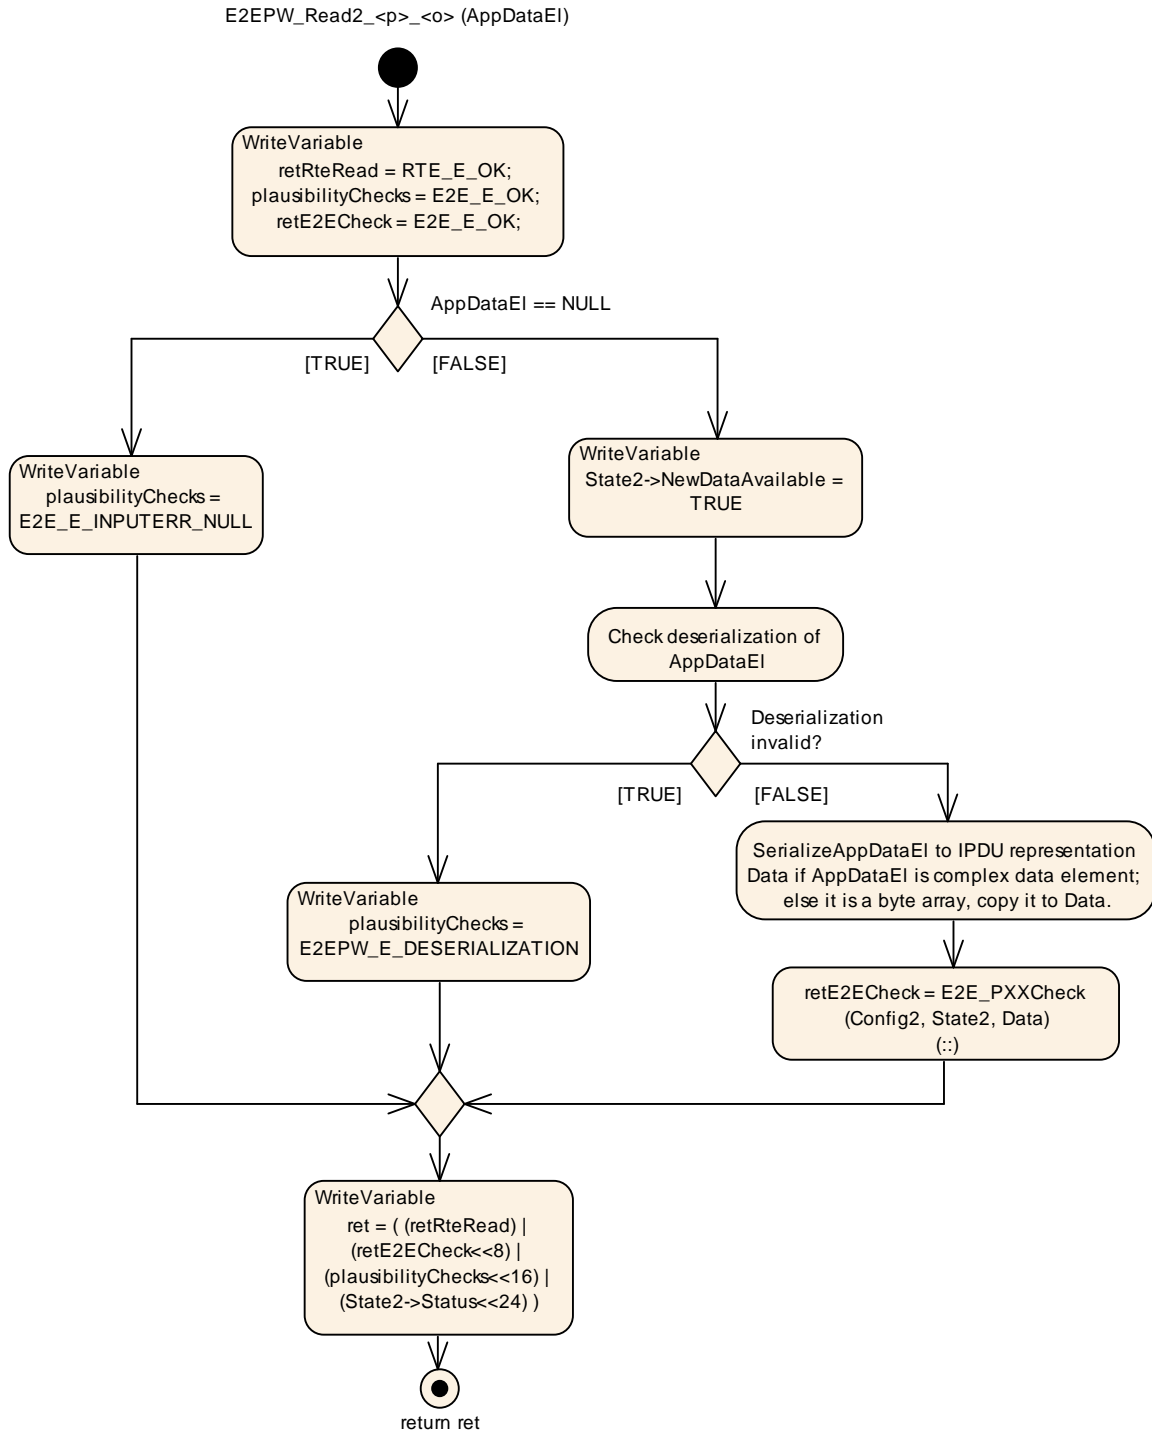 E2EPW_Read2_<p>_<o> (AppDataEl)
WriteVariable
retRteRead = RTE_E_OK;
plausibilityChecks = E2E_E_OK;
retE2ECheck = E2E_E_OK;
AppDataEl == NULL
[TRUE]
[FALSE]
WriteVariable
plausibilityChecks =
E2E_E_INPUTERR_NULL
WriteVariable
State2->NewDataAvailable =
TRUE
Check deserialization of
AppDataEl
Deserialization
invalid?
[TRUE]
[FALSE]
SerializeAppDataEl to IPDU representation
Data if AppDataEl is complex data element;
else it is a byte array, copy it to Data.
WriteVariable
plausibilityChecks =
E2EPW_E_DESERIALIZATION
retE2ECheck = E2E_PXXCheck
(Config2, State2, Data)
(::)
WriteVariable
ret = ( (retRteRead) |
(retE2ECheck<<8) |
(plausibilityChecks<<16) |
(State2->Status<<24) )
return ret